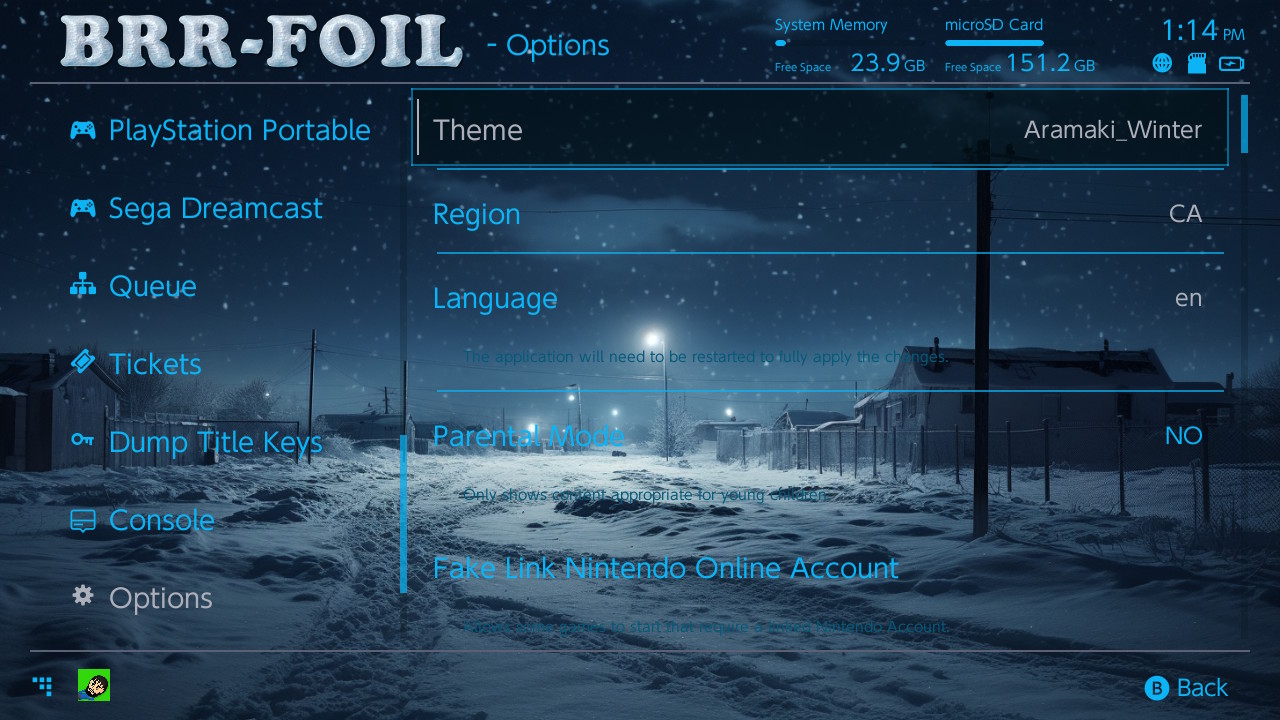 BRR-FOIL - Options
System Memory
Free Space 23.9 GB
microSD Card
Free Space 151.2 GB
1:14 PM
PlayStation Portable
Sega Dreamcast
Queue
Tickets
Dump Title Keys
Console
Options
Theme Aramaki_Winter
Region CA
Language en
The application will need to be restarted to fully apply the changes.
Parental Mode NO
Only shows content appropriate for young children.
Fake Link Nintendo Online Account
Allows some games to start that require a linked Nintendo Account.
B Back